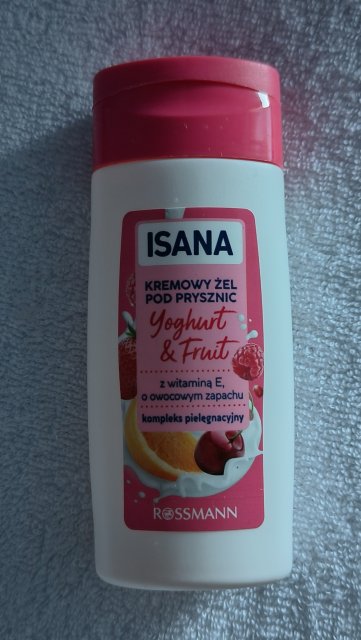 ISANA
KREMOWY ŻEL
POD PRYSZNIC
Yoghurt
& Fruit
z witaminą E,
o owocowym zapachu
kompleks pielęgnacyjny
ROSSMANN